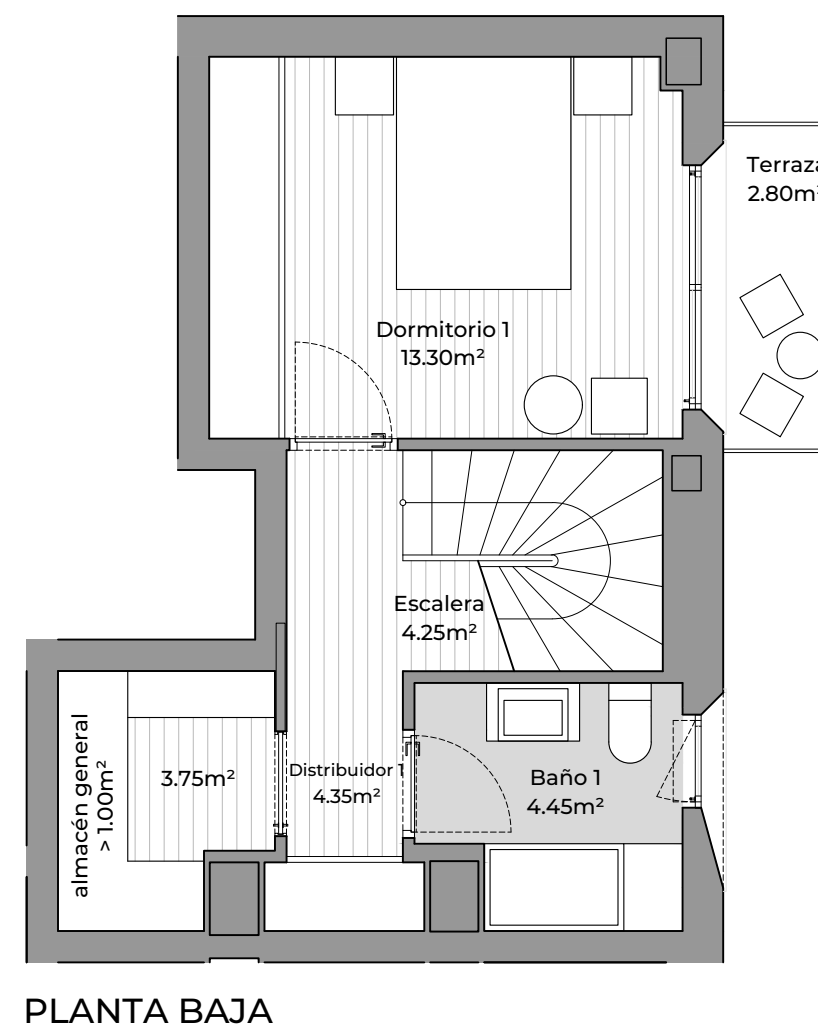 Terraza
2.80m²
Dormitorio 1
13.30m²
Escalera
4.25m²
almacén general
> 1.00m²
3.75m²
Distribuidor 1
4.35m²
Baño 1
4.45m²
PLANTA BAJA